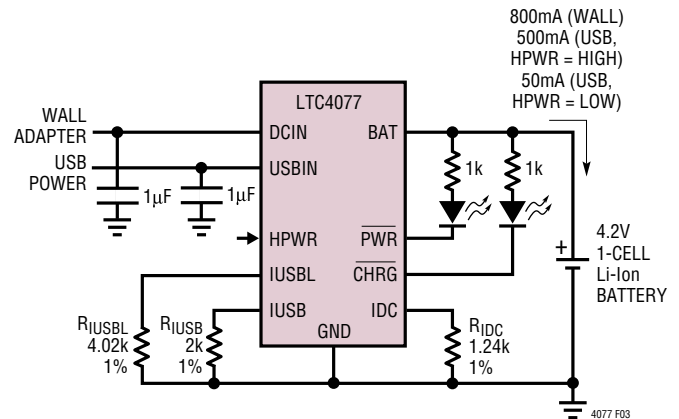 800mA (WALL)
500mA (USB,
HPWR = HIGH)
50mA (USB,
HPWR = LOW)
LTC4077
WALL
ADAPTER
DCIN
BAT
USB
POWER
USBIN
1k
1k
1µF
1µF
HPWR
PWR
4.2V
1-CELL
Li-Ion
BATTERY
+
IUSBL
CHRG
IUSB
IDC
GND
RIUSBL
4.02k
1%
RIUSB
2k
1%
RIDC
1.24k
1%
4077 F03